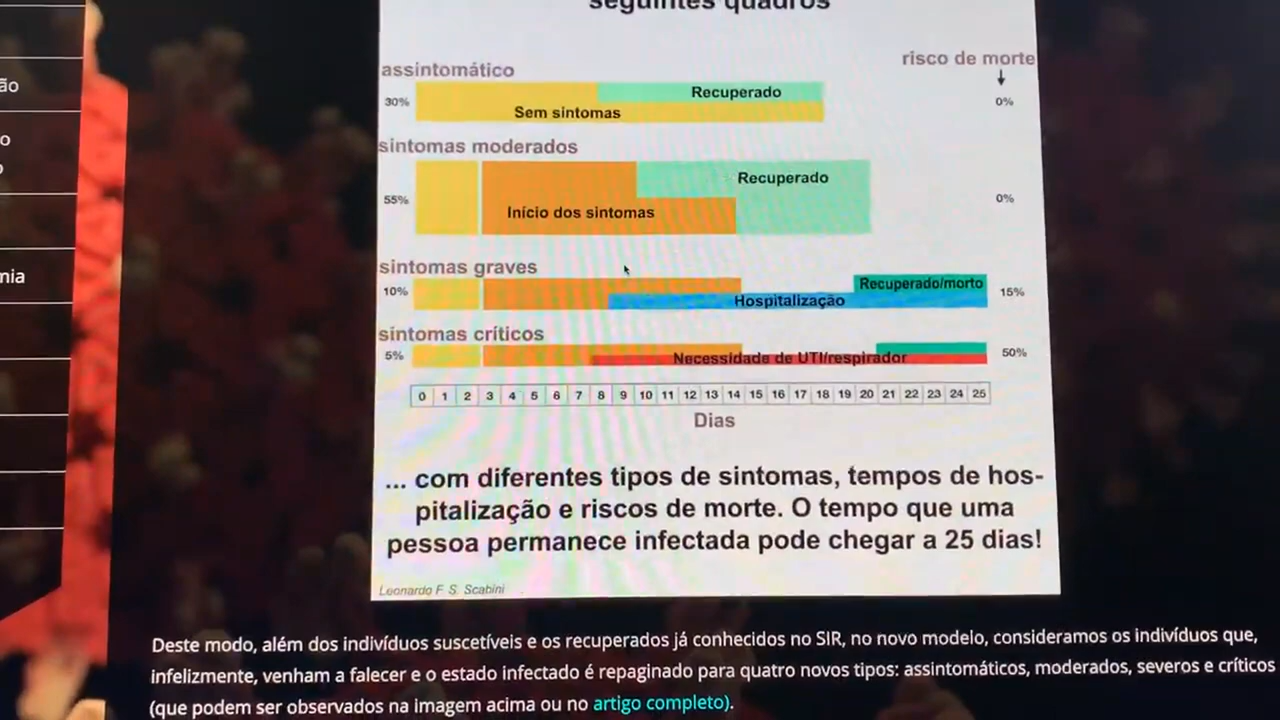 seguintes quadros
risco de morte
assintomático
30%
Recuperado
Sem sintomas
0%
sintomas moderados
55%
Recuperado
Início dos sintomas
0%
sintomas graves
10%
Recuperado/morto
Hospitalização
15%
sintomas críticos
5%
Necessidade de UTI/respirador
50%
0 1 2 3 4 5 6 7 8 9 10 11 12 13 14 15 16 17 18 19 20 21 22 23 24 25
Dias
... com diferentes tipos de sintomas, tempos de hos-
pitalização e riscos de morte. O tempo que uma
pessoa permanece infectada pode chegar a 25 dias!
Leonardo F. S. Scabini
Deste modo, além dos indivíduos suscetíveis e os recuperados já conhecidos no SIR, no novo modelo, consideramos os indivíduos que,
infelizmente, venham a falecer e o estado infectado é repaginado para quatro novos tipos: assintomáticos, moderados, severos e críticos
(que podem ser observados na imagem acima ou no artigo completo).